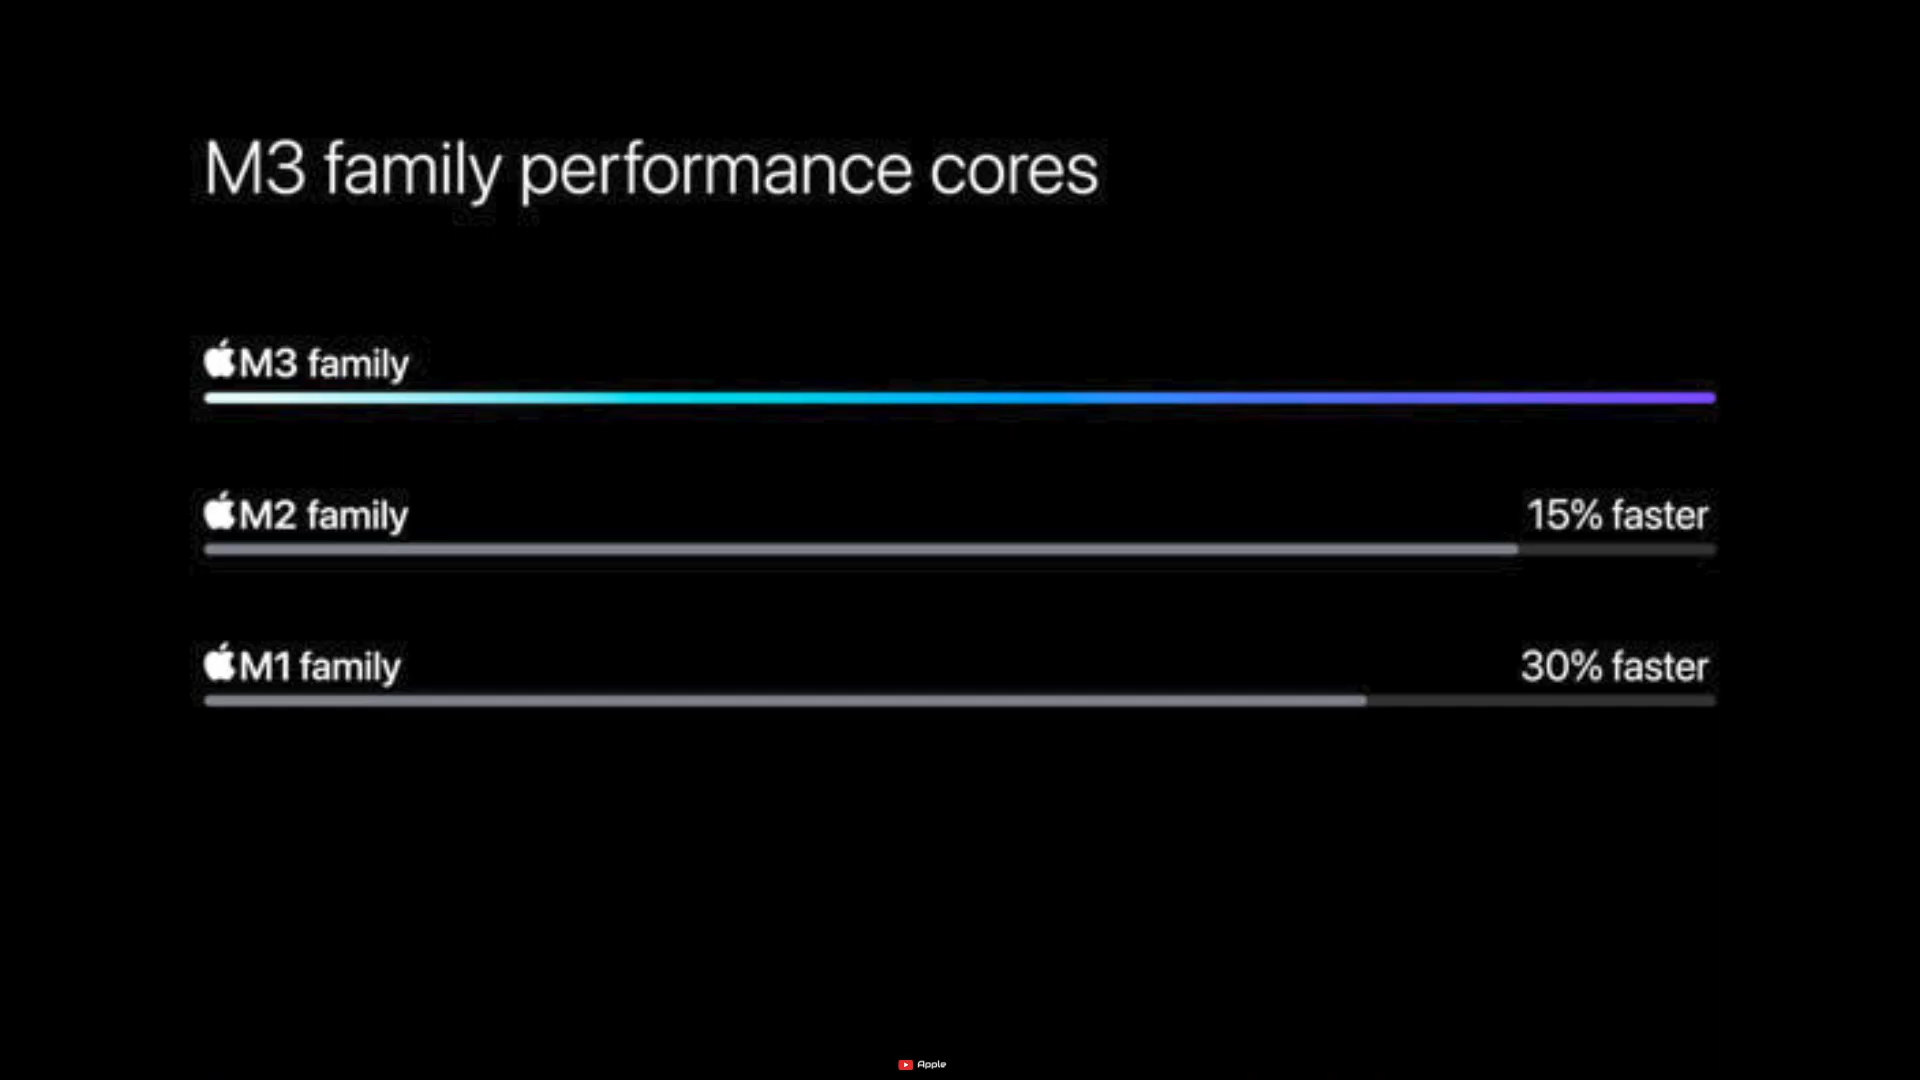 M3 family performance cores
M3 family
M2 family
15% faster
M1 family
30% faster
Apple